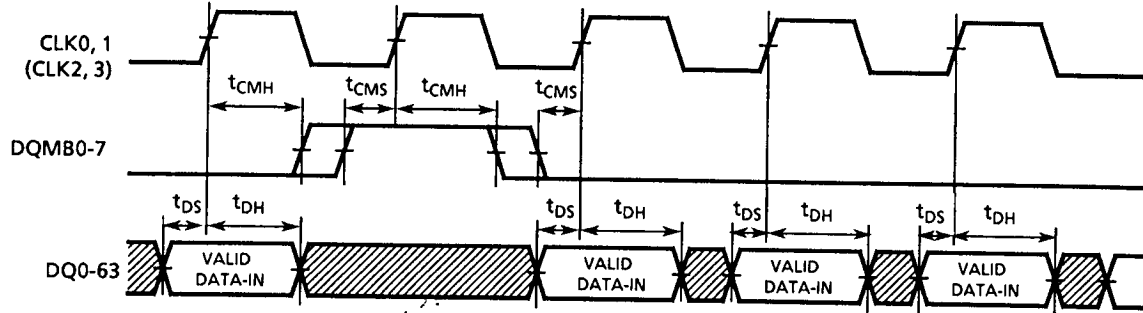 CLK0, 1
(CLK2, 3)
tCMH
tCMS
tCMH
tCMS
DQMB0-7
tDS
tDH
tDS
tDH
tDS
tDH
tDS
tDH
DQ0-63
VALID
DATA-IN
VALID
DATA-IN
VALID
DATA-IN
VALID
DATA-IN